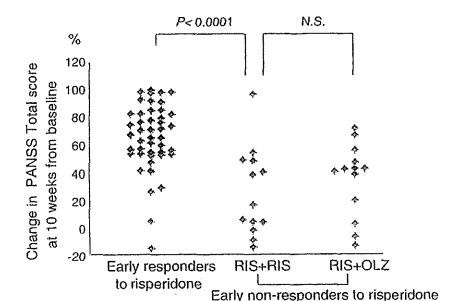 P< 0.0001
N.S.
%
120
100
80
60
40
20
0
-20
Change in PANSS Total score
at 10 weeks from baseline
Early responders
to risperidone
RIS+RIS
RIS+OLZ
Early non-responders to risperidone